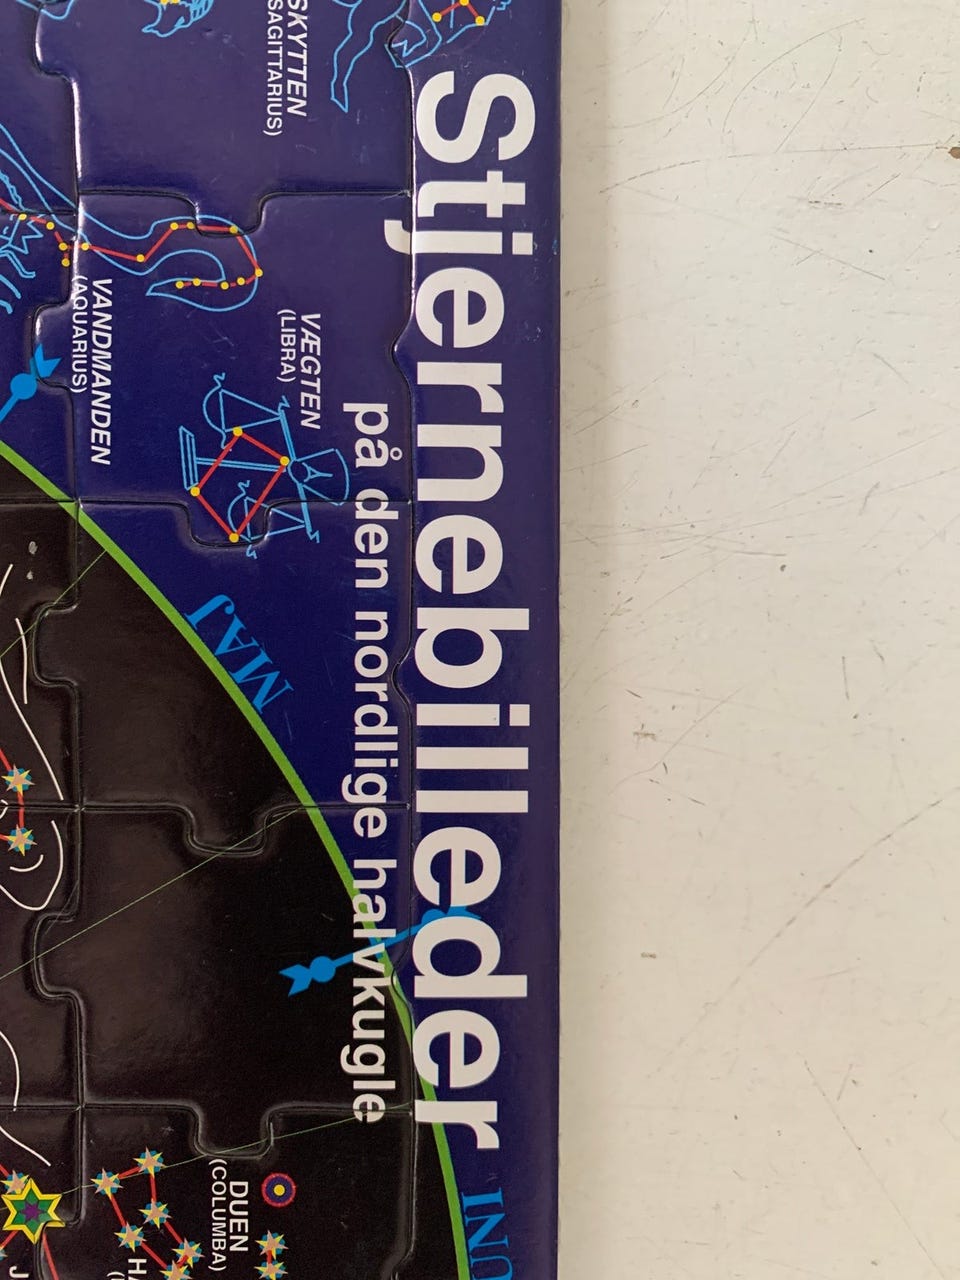 Stjernebilleder
på den nordlige halvkugle
SKYTTEN
(SAGITTARIUS)
VÆGTEN
(LIBRA)
VANDMANDEN
(AQUARIUS)
MAJ
DUEN
(COLUMBA)